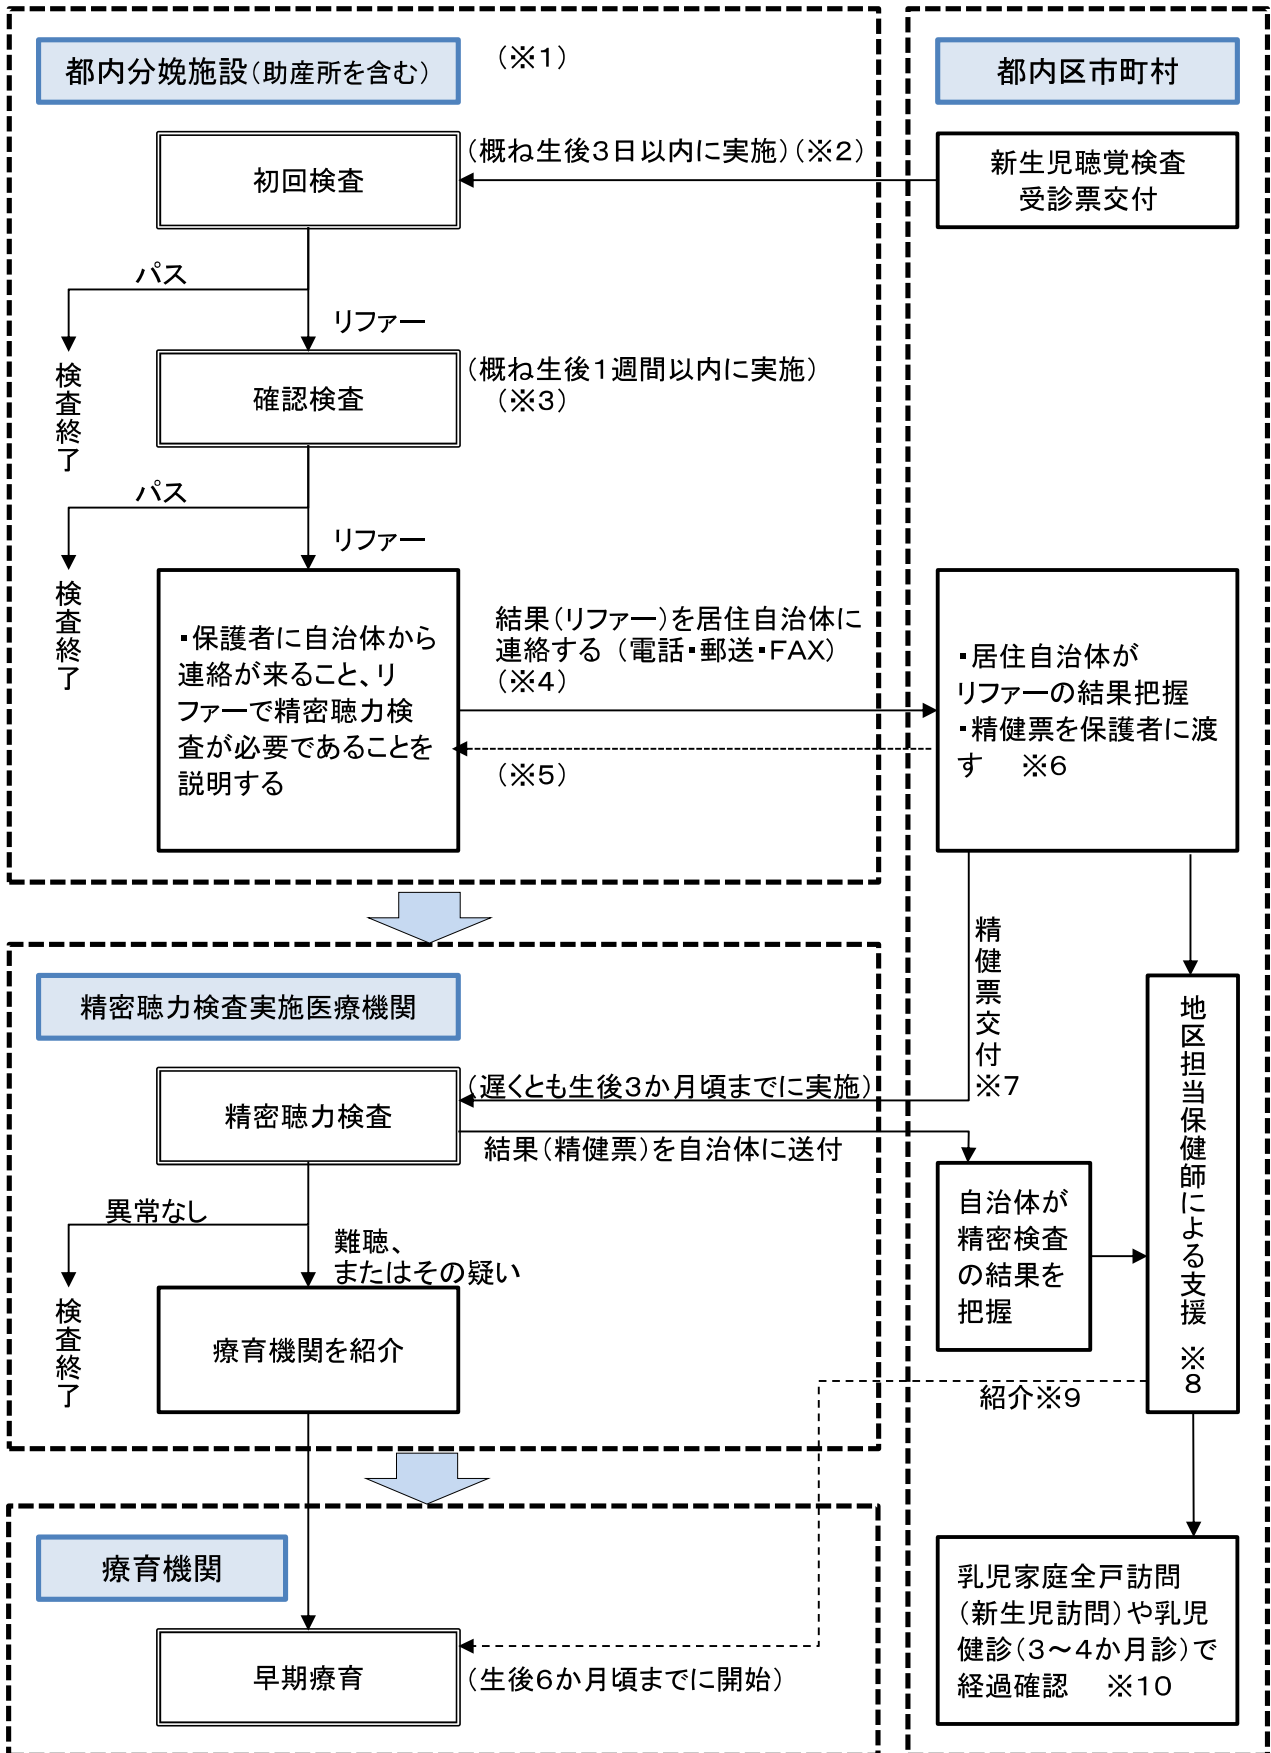 都内分娩施設（助産所を含む）
（※１）
都内区市町村
初回検査
（概ね生後３日以内に実施）（※２）
新生児聴覚検査
受診票交付
パス
リファー
検査終了
確認検査
（概ね生後１週間以内に実施）
（※３）
パス
リファー
検査終了
・保護者に自治体から
連絡が来ること、リ
ファーで精密聴力検
査が必要であることを
説明する
結果（リファー）を居住自治体に
連絡する（電話・郵送・FAX）
（※４）
（※５）
・居住自治体が
リファーの結果把握
・精健票を保護者に渡
す　※６
精健票交付※７
精密聴力検査実施医療機関
精密聴力検査
（遅くとも生後３か月頃までに実施）
結果（精健票）を自治体に送付
異常なし
難聴、
またはその疑い
検査終了
療育機関を紹介
自治体が
精密検査
の結果を
把握
地区担当保健師による支援　※８
紹介※９
療育機関
早期療育
（生後６か月頃までに開始）
乳児家庭全戸訪問
（新生児訪問）や乳児
健診（３～４か月診）で
経過確認　※１０